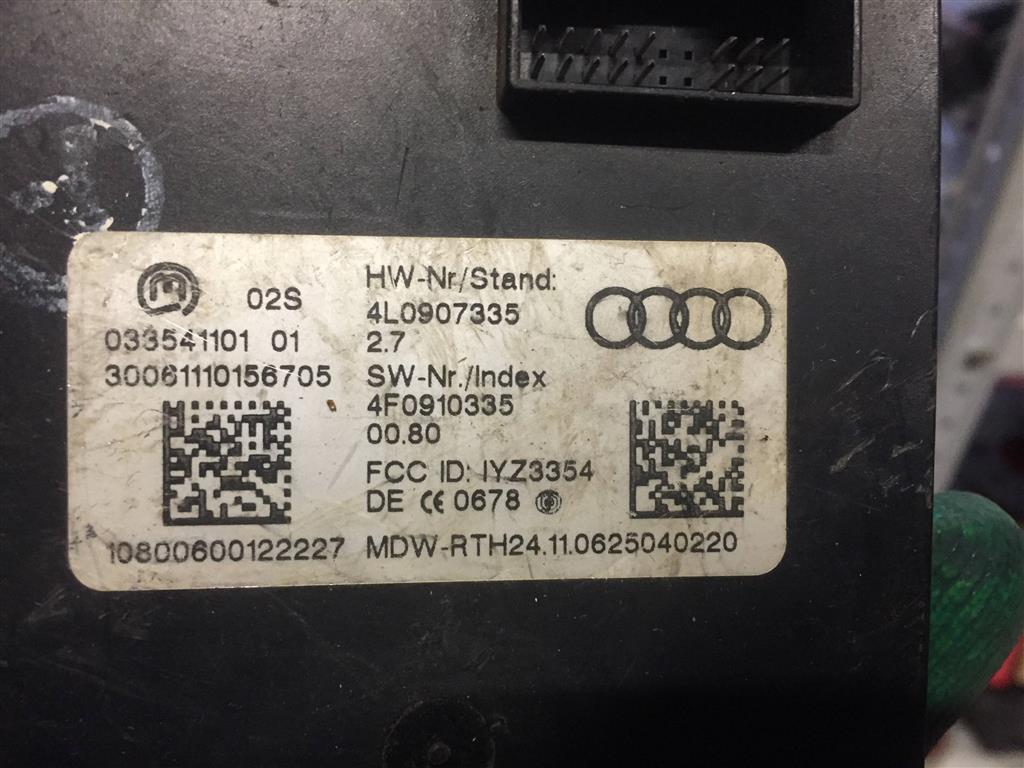 02S
033541101 01
30061110156705
10800600122227
HW-Nr/Stand:
4L0907335
2.7
SW-Nr./Index
4F0910335
00.80
FCC ID: IYZ3354
DE CE 0678
MDW-RTH24.11.0625040220